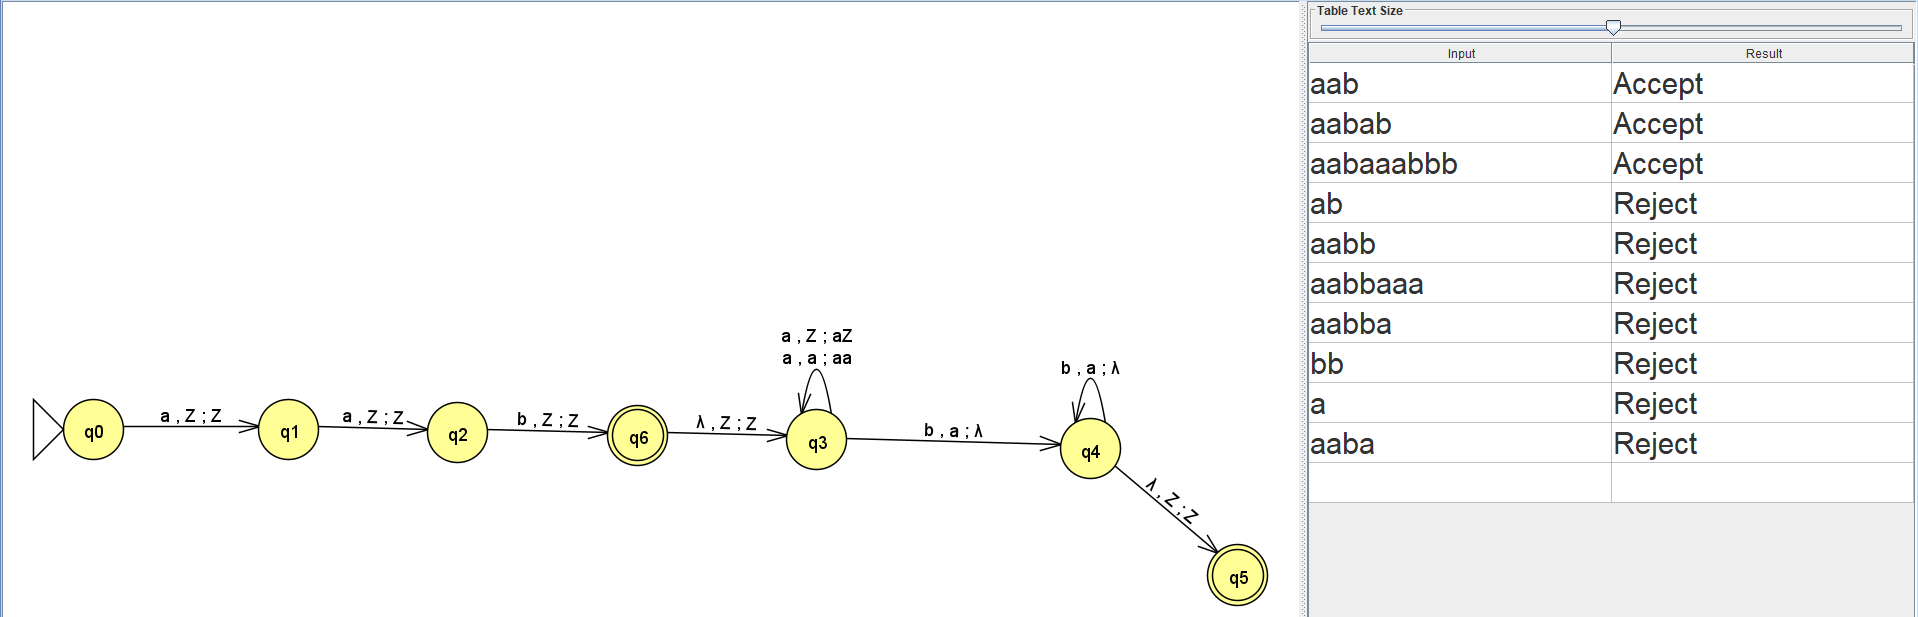 Table Text Size
Input Result
aab Accept
aabab Accept
aabaaabbb Accept
ab Reject
aabb Reject
aabbaaa Reject
aabba Reject
bb Reject
a Reject
aaba Reject
a , Z ; aZ
a , a ; aa
b , a ; λ
a , Z ; Z
a , Z ; Z
b , Z ; Z
λ , Z ; Z
b , a ; λ
q0
q1
q2
q6
q3
q4
λ , Z ; Z
q5